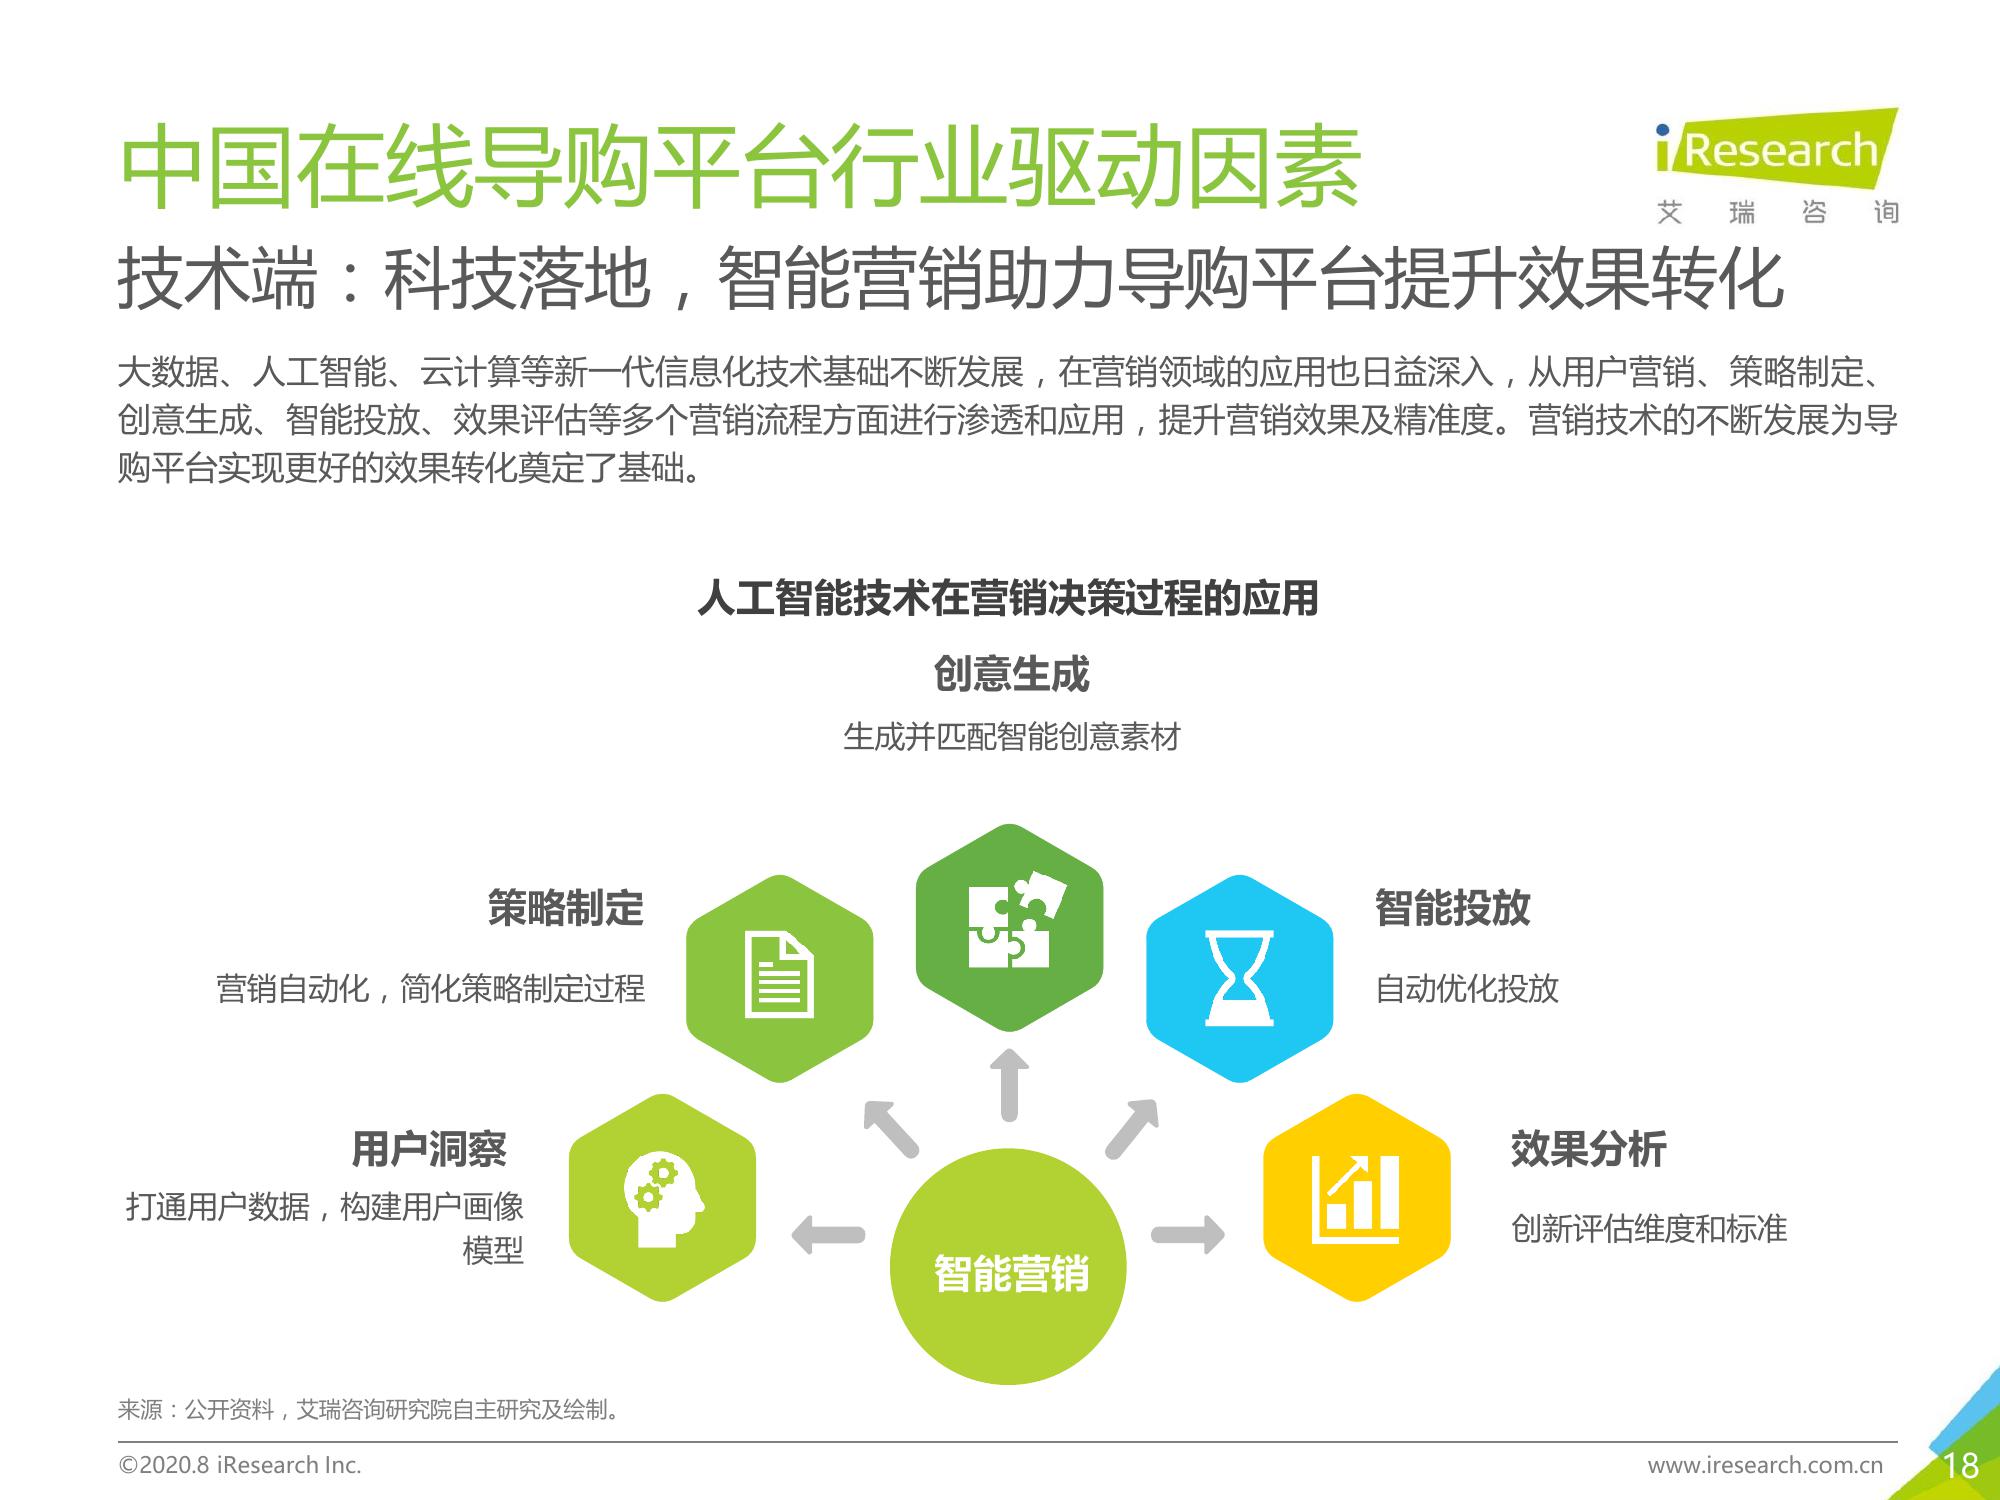 中国在线导购平台行业驱动因素
iResearch
艾瑞咨询
技术端：科技落地，智能营销助力导购平台提升效果转化
大数据、人工智能、云计算等新一代信息化技术基础不断发展，在营销领域的应用也日益深入，从用户营销、策略制定、
创意生成、智能投放、效果评估等多个营销流程方面进行渗透和应用，提升营销效果及精准度。营销技术的不断发展为导
购平台实现更好的效果转化奠定了基础。
人工智能技术在营销决策过程的应用
创意生成
生成并匹配智能创意素材
策略制定
营销自动化，简化策略制定过程
智能投放
自动优化投放
用户洞察
打通用户数据，构建用户画像
模型
效果分析
创新评估维度和标准
智能营销
来源：公开资料，艾瑞咨询研究院自主研究及绘制。
©2020.8 iResearch Inc.
www.iresearch.com.cn
18